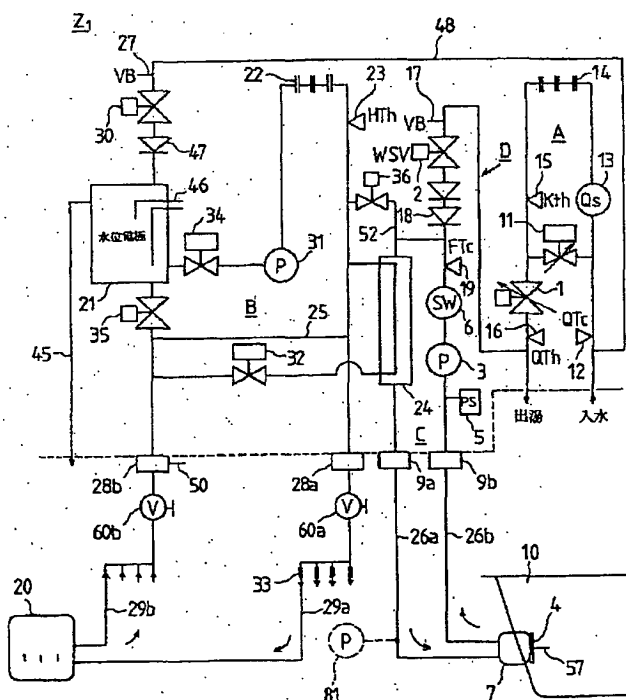 Z1
27
VB
30
47
46
水位電極
21
35
45
34
22
23
HTh
31
P
B
25
32
36
52
24
C
48
17
VB
WSV
2
18
FTc
19
SW
6
P
3
PS
5
D
14
A
15
Kth
13
Qs
11
1
16
QTh
QTc
12
出湯
入水
28b
50
28a
9a
9b
60b
V
60a
V
26a
26b
33
29b
29a
20
P
81
10
4
57
7